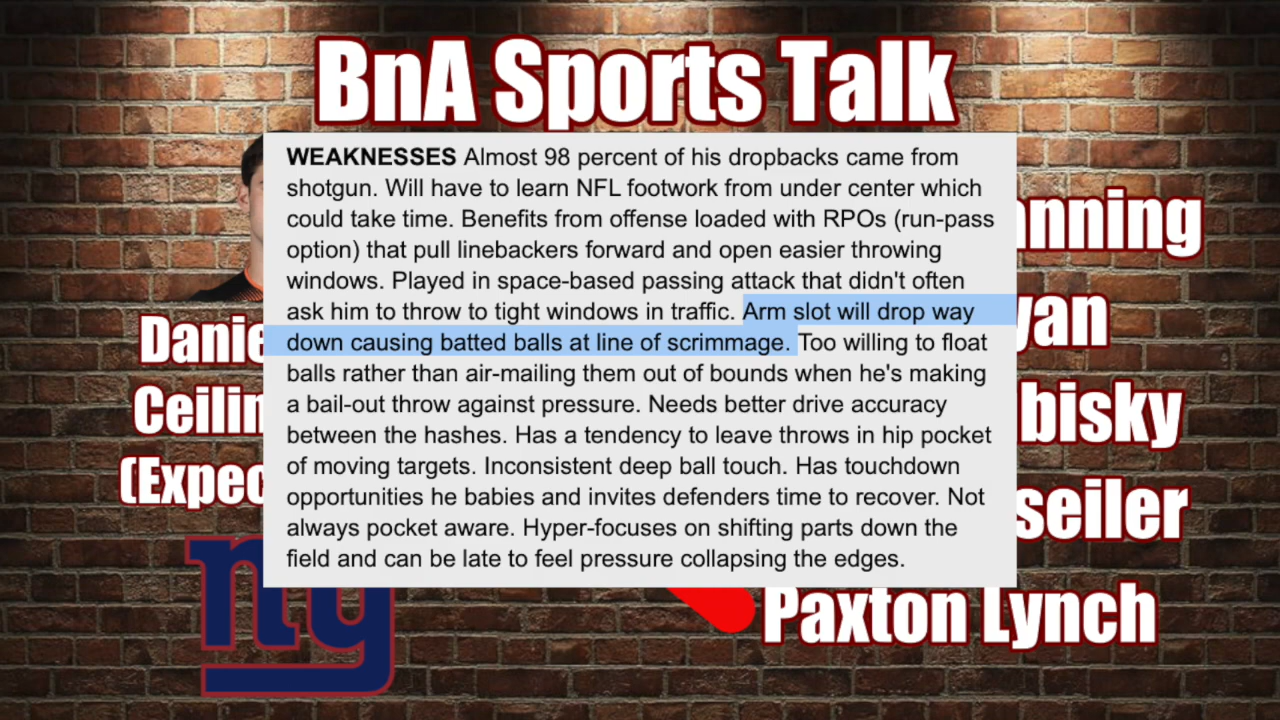 BnA Sports Talk
WEAKNESSES Almost 98 percent of his dropbacks came from
shotgun. Will have to learn NFL footwork from under center which
could take time. Benefits from offense loaded with RPOs (run-pass
option) that pull linebackers forward and open easier throwing
windows. Played in space-based passing attack that didn't often
ask him to throw to tight windows in traffic. Arm slot will drop way
down causing batted balls at line of scrimmage. Too willing to float
balls rather than air-mailing them out of bounds when he's making
a bail-out throw against pressure. Needs better drive accuracy
between the hashes. Has a tendency to leave throws in hip pocket
of moving targets. Inconsistent deep ball touch. Has touchdown
opportunities he babies and invites defenders time to recover. Not
always pocket aware. Hyper-focuses on shifting parts down the
field and can be late to feel pressure collapsing the edges.
Danie
Ceilin
(Expec
ny
anning
yan
bisky
seiler
Paxton Lynch